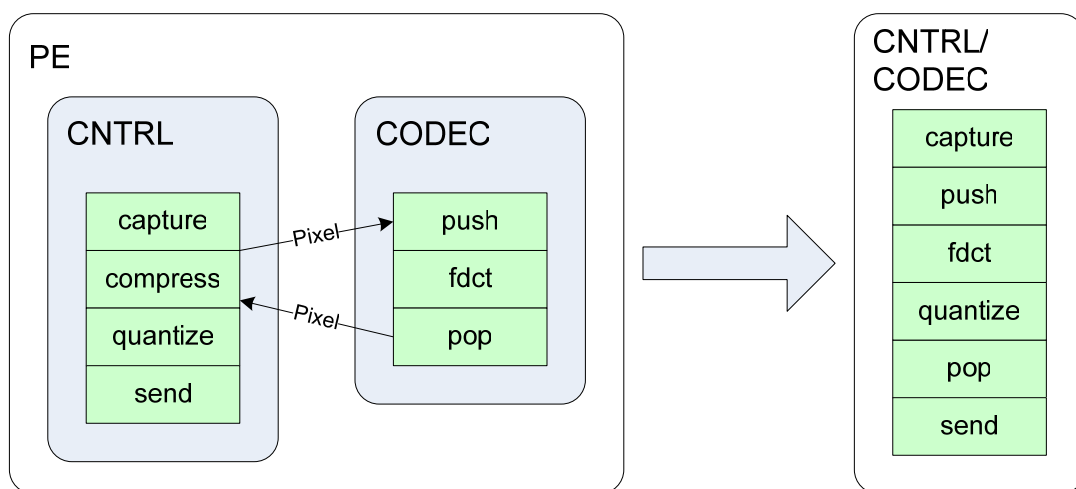 PE
CNTRL
capture
compress
quantize
send
Pixel
Pixel
CODEC
push
fdct
pop
CNTRL/
CODEC
capture
push
fdct
quantize
pop
send